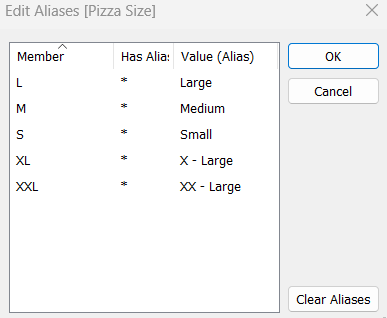 Edit Aliases [Pizza Size]
Member Has Alias Value (Alias)
L * Large
M * Medium
S * Small
XL * X - Large
XXL * XX - Large
OK
Cancel
Clear Aliases